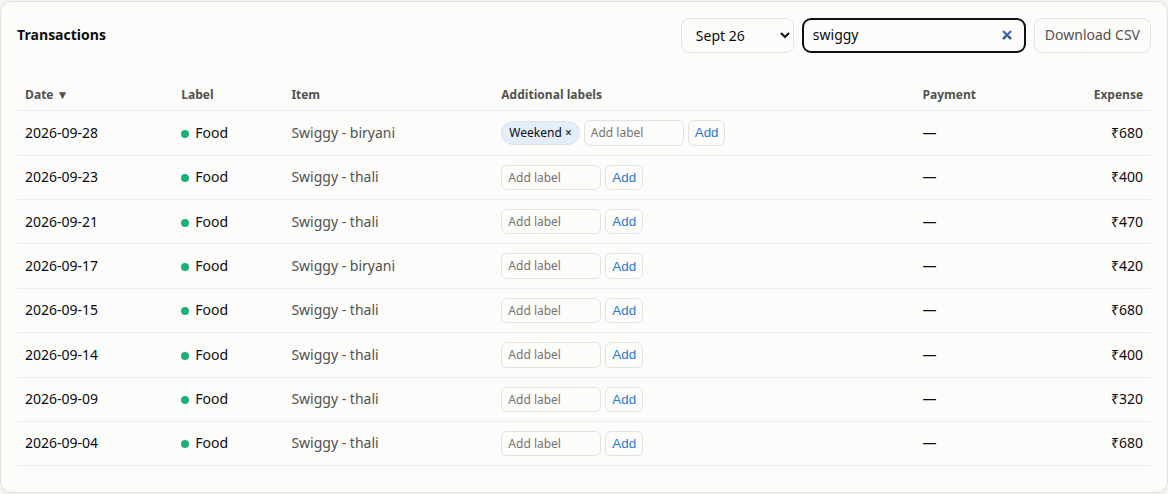 Transactions Sept 26 swiggy × Download CSV
Date ▼ Label Item Additional labels Payment Expense
2026-09-28 Food Swiggy - biryani Weekend × Add label Add — ₹680
2026-09-23 Food Swiggy - thali Add label Add — ₹400
2026-09-21 Food Swiggy - thali Add label Add — ₹470
2026-09-17 Food Swiggy - biryani Add label Add — ₹420
2026-09-15 Food Swiggy - thali Add label Add — ₹680
2026-09-14 Food Swiggy - thali Add label Add — ₹400
2026-09-09 Food Swiggy - thali Add label Add — ₹320
2026-09-04 Food Swiggy - thali Add label Add — ₹680